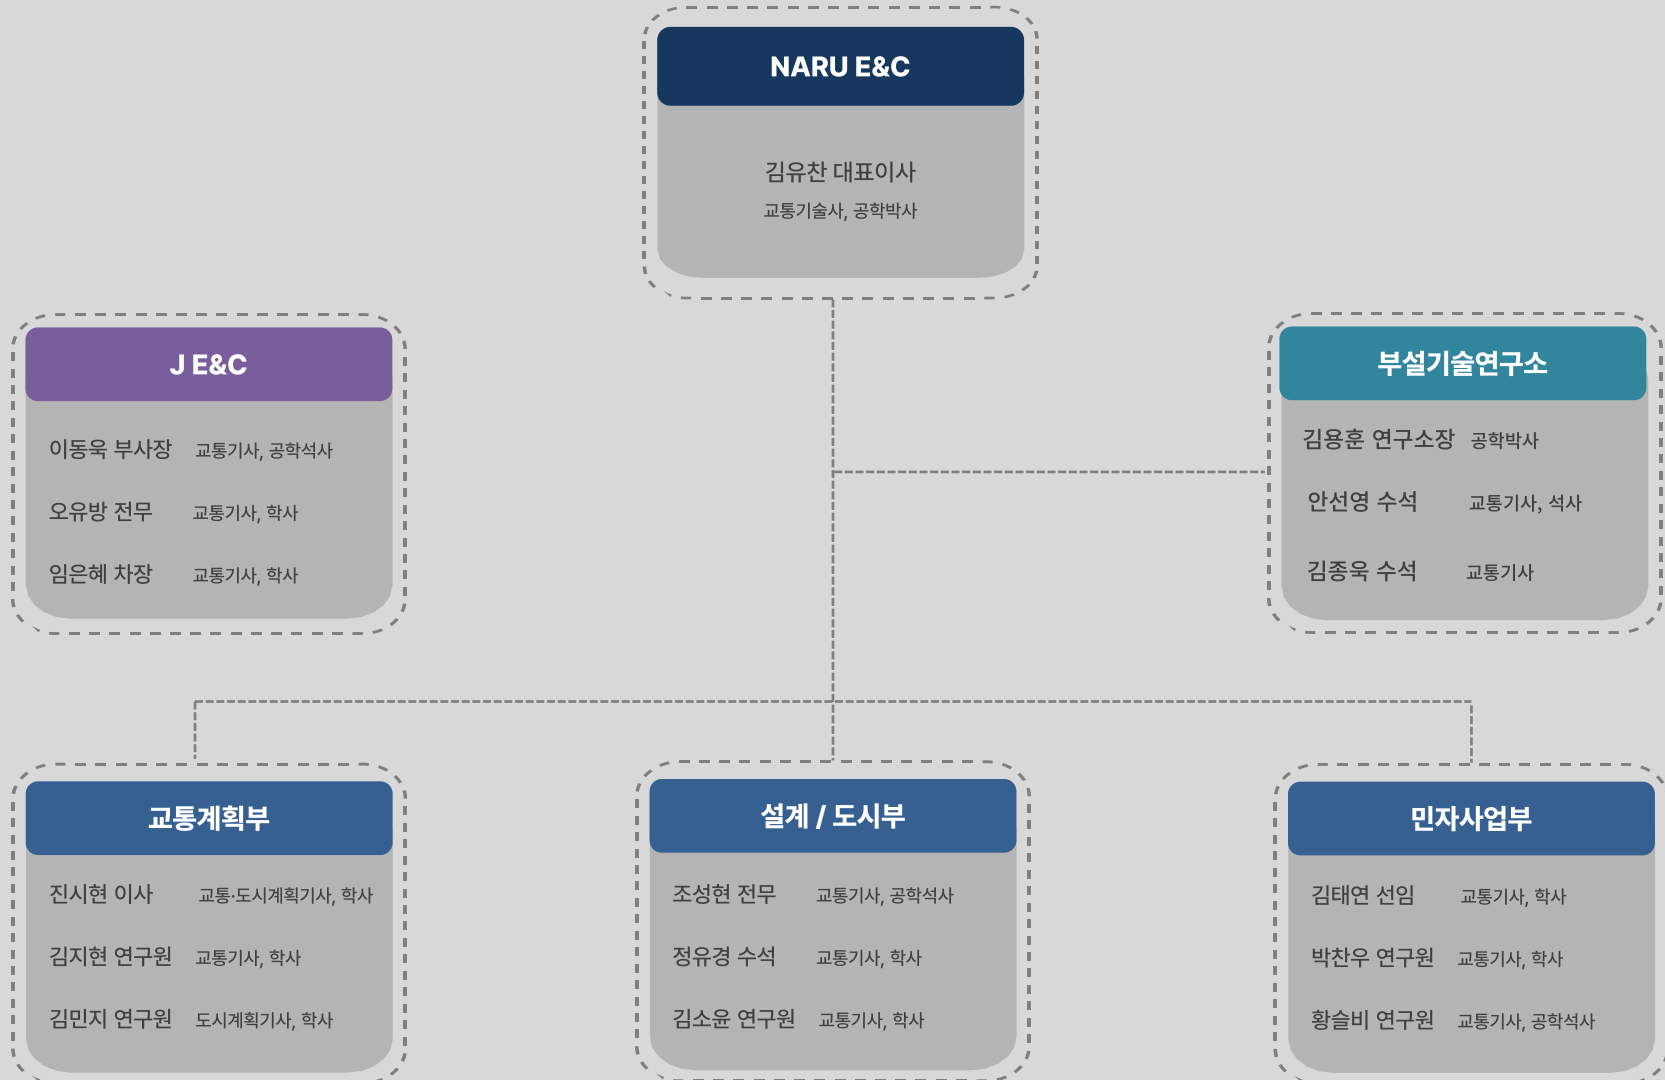 NARU E&C
김유찬 대표이사
교통기술사, 공학박사
J E&C
이동욱 부사장 교통기사, 공학석사
오유방 전무 교통기사, 학사
임은혜 차장 교통기사, 학사
부설기술연구소
김용훈 연구소장 공학박사
안선영 수석 교통기사, 석사
김종욱 수석 교통기사
교통계획부
진시현 이사 교통·도시계획기사, 학사
김지현 연구원 교통기사, 학사
김민지 연구원 도시계획기사, 학사
설계 / 도시부
조성현 전무 교통기사, 공학석사
정유경 수석 교통기사, 학사
김소윤 연구원 교통기사, 학사
민자사업부
김태연 선임 교통기사, 학사
박찬우 연구원 교통기사, 학사
황슬비 연구원 교통기사, 공학석사